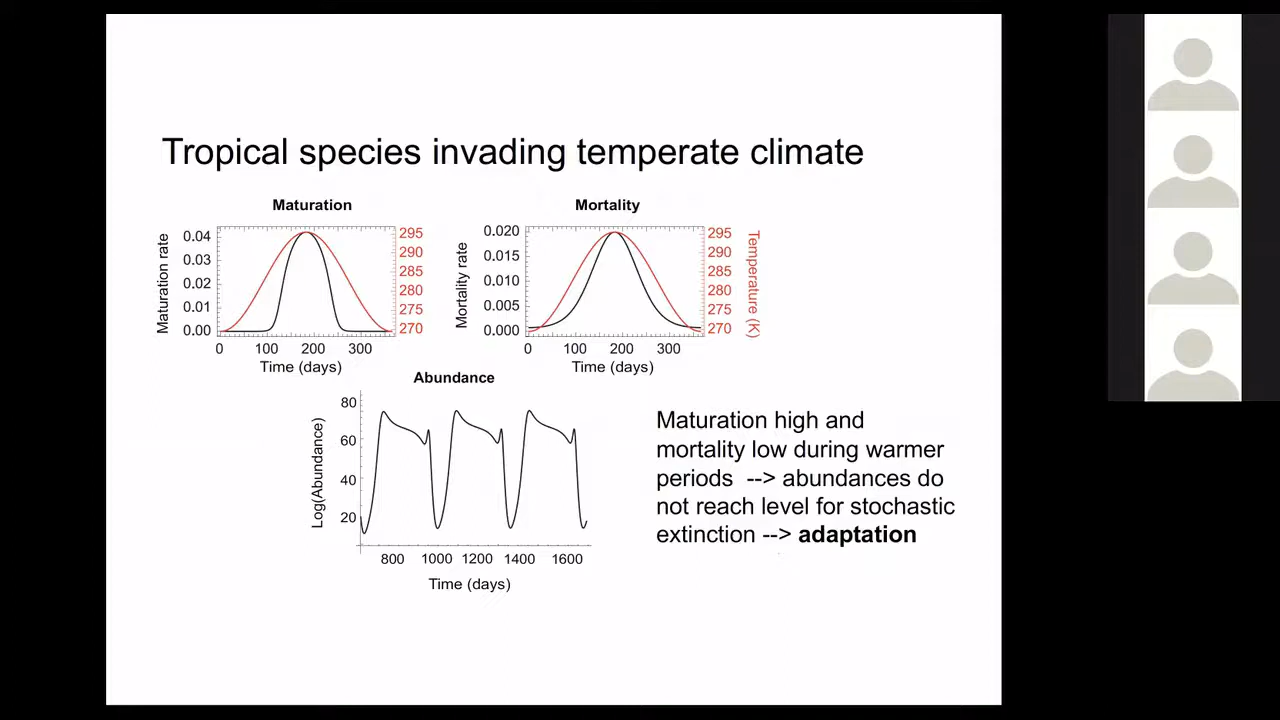 Tropical species invading temperate climate
Maturation
Maturation rate
0.04
0.03
0.02
0.01
0.00
295
290
285
280
275
270
0
100
200
300
Time (days)
Mortality
Mortality rate
0.020
0.015
0.010
0.005
0.000
295
290
285
280
275
270
Temperature (K)
0
100
200
300
Time (days)
Abundance
Log(Abundance)
80
60
40
20
800
1000
1200
1400
1600
Time (days)
Maturation high and
mortality low during warmer
periods --> abundances do
not reach level for stochastic
extinction --> adaptation